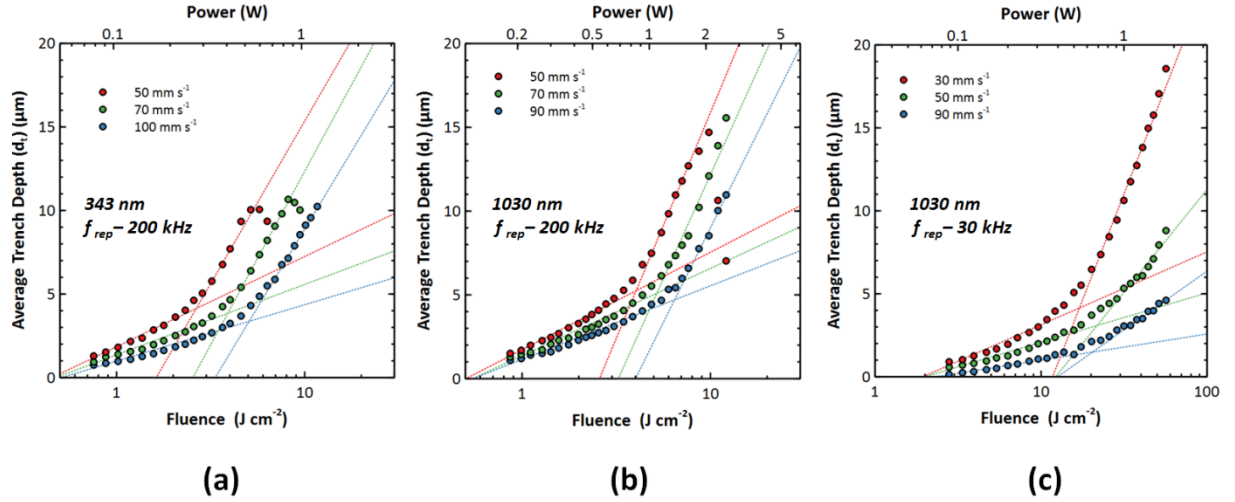 Power (W)
0.1
1
20
15
10
5
0
Average Trench Depth (dₜ) (µm)
50 mm s⁻¹
70 mm s⁻¹
100 mm s⁻¹
343 nm
f rep – 200 kHz
1
10
Fluence (J cm⁻²)
(a)
Power (W)
0.2
0.5
1
2
5
20
15
10
5
0
Average Trench Depth (dₜ) (µm)
50 mm s⁻¹
70 mm s⁻¹
90 mm s⁻¹
1030 nm
f rep – 200 kHz
1
10
Fluence (J cm⁻²)
(b)
Power (W)
0.1
1
20
15
10
5
0
Average Trench Depth (dₜ) (µm)
30 mm s⁻¹
50 mm s⁻¹
90 mm s⁻¹
1030 nm
f rep – 30 kHz
1
10
100
Fluence (J cm⁻²)
(c)